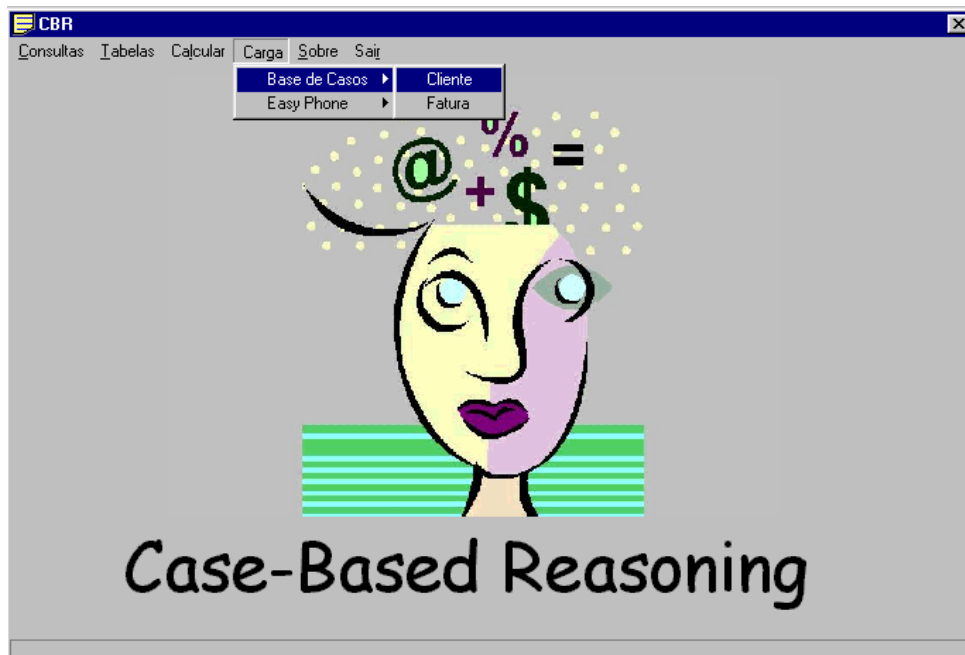 CBR
Consultas Tabelas Calcular Carga Sobre Sair
Base de Casos Cliente
Easy Phone Fatura
@ % + $ =
Case-Based Reasoning